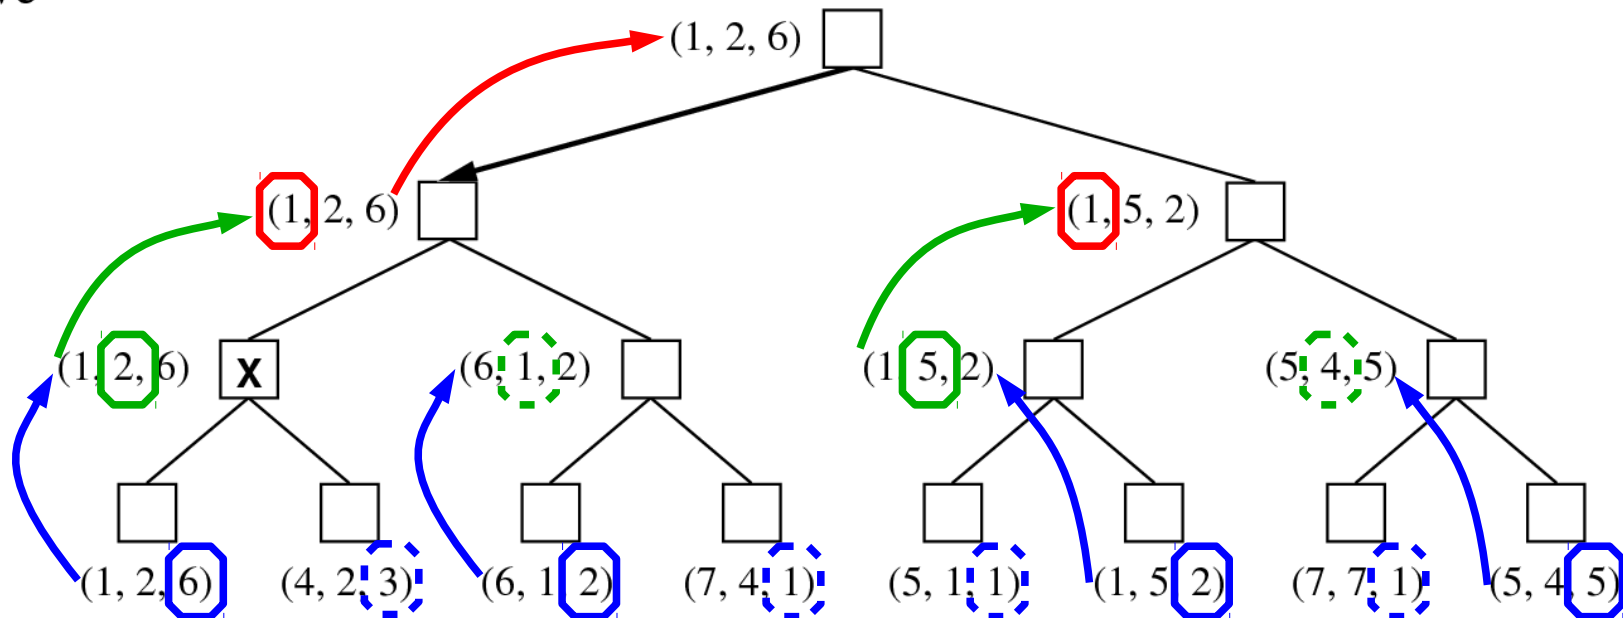 (1, 2, 6)
(1, 2, 6)
(1, 5, 2)
(1, 2, 6)
X
(6, 1, 2)
(1, 5, 2)
(5, 4, 5)
(1, 2, 6)
(4, 2, 3)
(6, 1, 2)
(7, 4, 1)
(5, 1, 1)
(1, 5, 2)
(7, 7, 1)
(5, 4, 5)